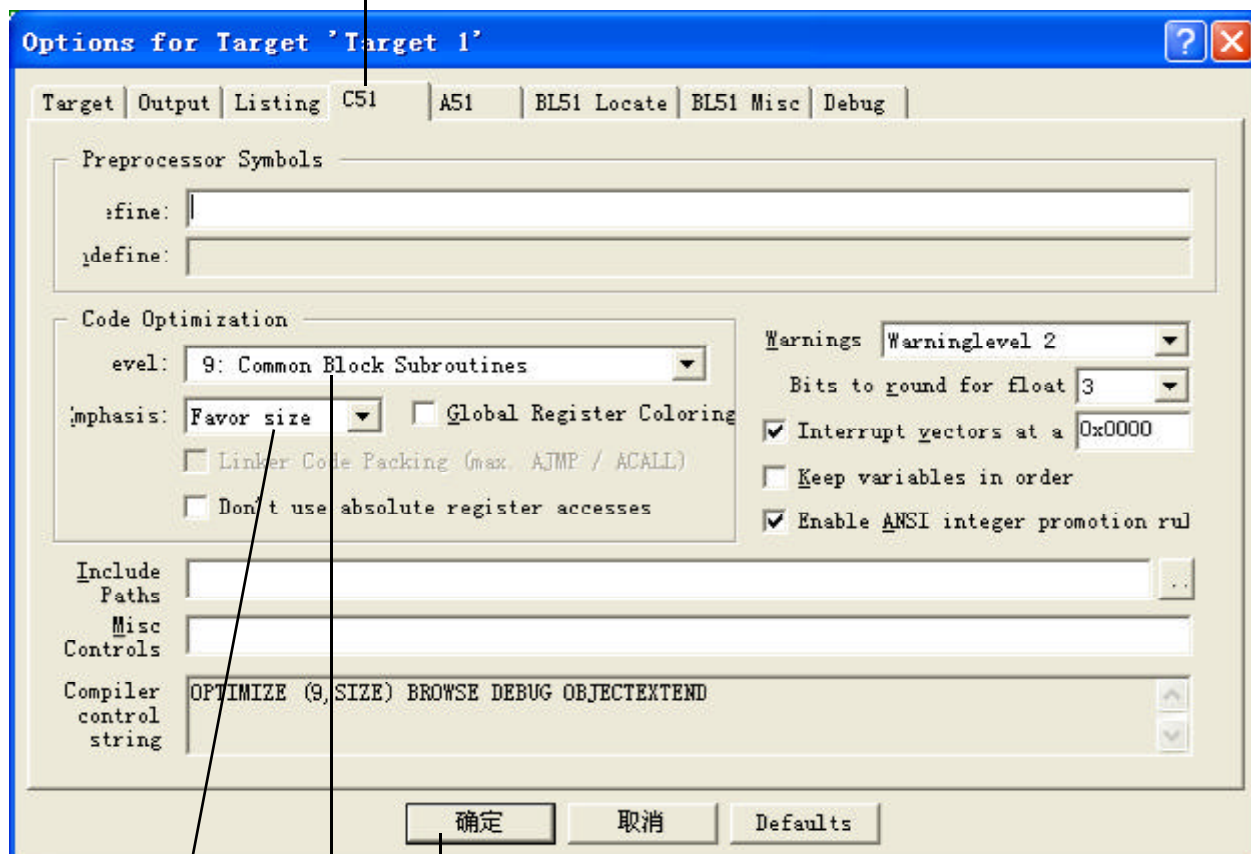 Options for Target 'Target 1'
Target Output Listing C51 A51 BL51 Locate BL51 Misc Debug
Preprocessor Symbols
efine:
define:
Code Optimization
evel: 9: Common Block Subroutines
Warnings Warninglevel 2
Bits to round for float 3
mphasis: Favor size Global Register Coloring
Interrupt vectors at a 0x0000
Linker Code Packing (max. AJMP / ACALL)
Keep variables in order
Don't use absolute register accesses
Enable ANSI integer promotion rul
Include
Paths
..
Misc
Controls
Compiler
control
string
OPTIMIZE (9,SIZE) BROWSE DEBUG OBJECTEXTEND
确定 取消 Defaults